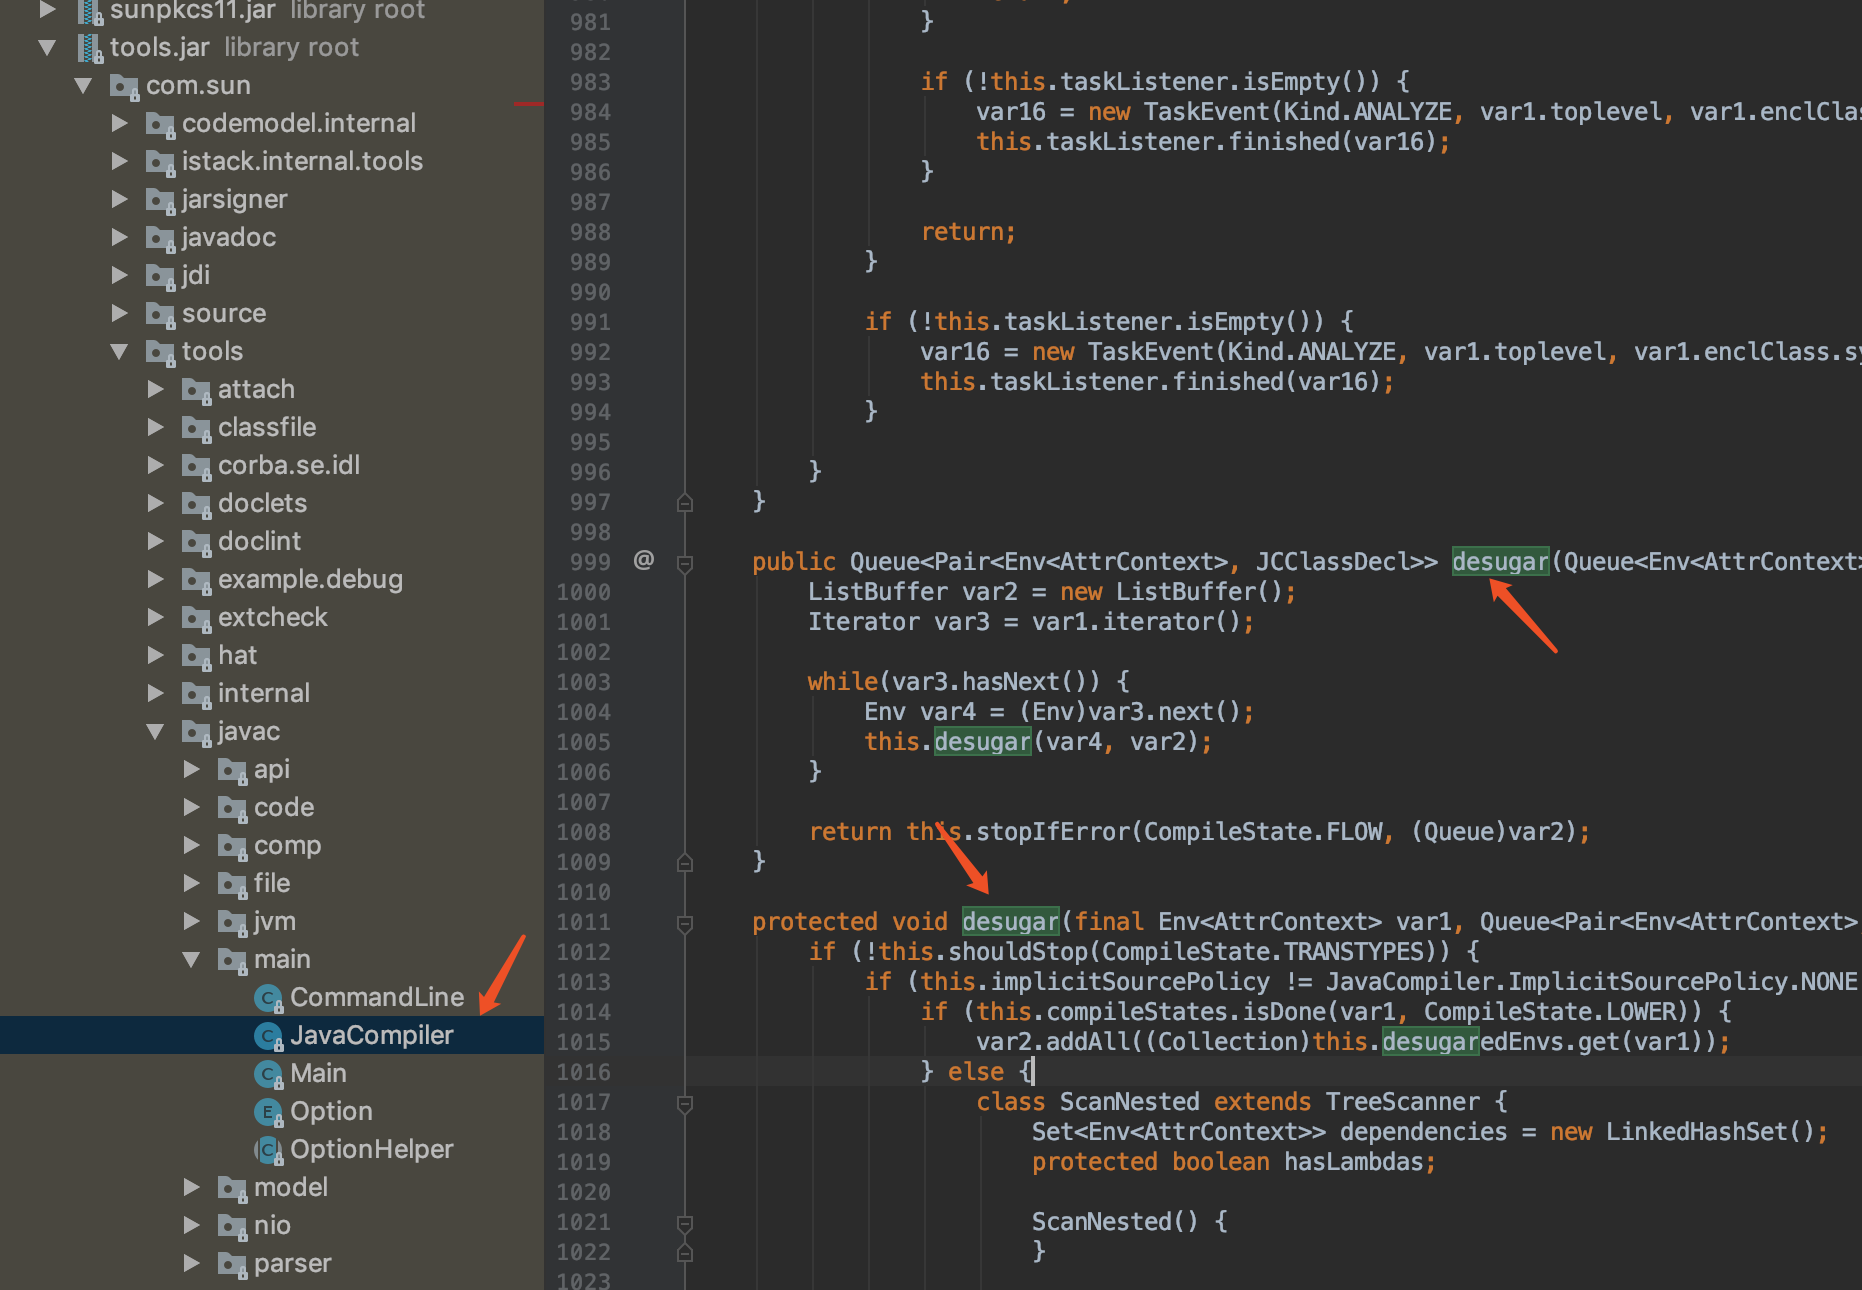 sunpkcs11.jar library root
tools.jar library root
com.sun
codemodel.internal
istack.internal.tools
jarsigner
javadoc
jdi
source
tools
attach
classfile
corba.se.idl
doclets
doclint
example.debug
extcheck
hat
internal
javac
api
code
comp
file
jvm
main
CommandLine
JavaCompiler
Main
Option
OptionHelper
model
nio
parser
981 }
982
983 if (!this.taskListener.isEmpty()) {
984 var16 = new TaskEvent(Kind.ANALYZE, var1.toplevel, var1.enclClas
985 this.taskListener.finished(var16);
986 }
987
988 return;
989 }
990
991 if (!this.taskListener.isEmpty()) {
992 var16 = new TaskEvent(Kind.ANALYZE, var1.toplevel, var1.enclClass.sy
993 this.taskListener.finished(var16);
994 }
995
996 }
997 }
998
999 @ public Queue<Pair<Env<AttrContext>, JCClassDecl>> desugar(Queue<Env<AttrContext>
1000 ListBuffer var2 = new ListBuffer();
1001 Iterator var3 = var1.iterator();
1002
1003 while(var3.hasNext()) {
1004 Env var4 = (Env)var3.next();
1005 this.desugar(var4, var2);
1006 }
1007
1008 return this.stopIfError(CompileState.FLOW, (Queue)var2);
1009 }
1010
1011 protected void desugar(final Env<AttrContext> var1, Queue<Pair<Env<AttrContext>
1012 if (!this.shouldStop(CompileState.TRANSTYPES)) {
1013 if (this.implicitSourcePolicy != JavaCompiler.ImplicitSourcePolicy.NONE
1014 if (this.compileStates.isDone(var1, CompileState.LOWER)) {
1015 var2.addAll((Collection)this.desugaredEnvs.get(var1));
1016 } else {
1017 class ScanNested extends TreeScanner {
1018 Set<Env<AttrContext>> dependencies = new LinkedHashSet();
1019 protected boolean hasLambdas;
1020
1021 ScanNested() {
1022 }
1023